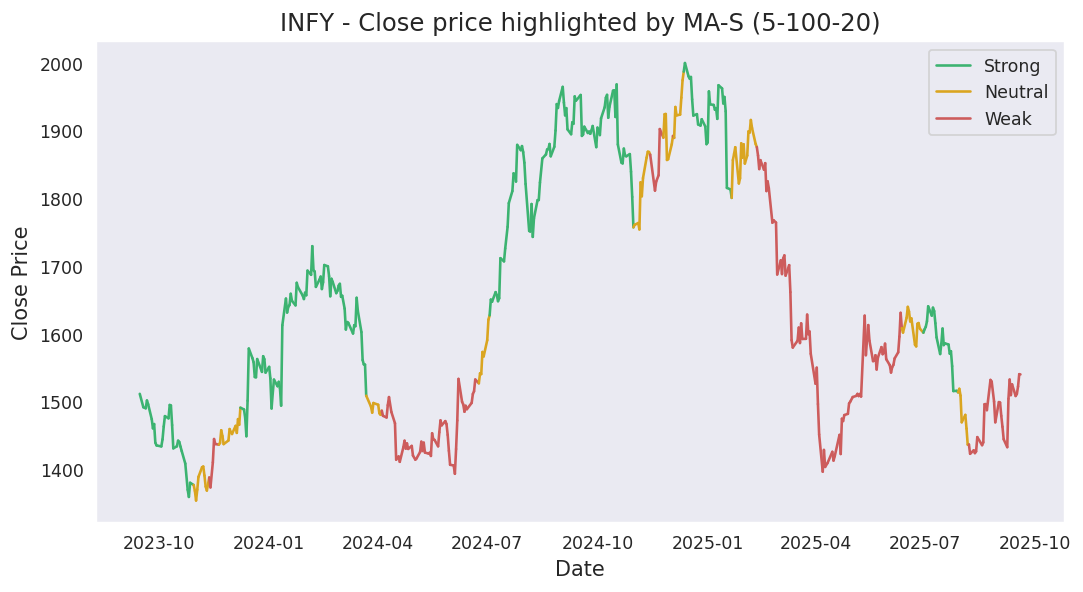 INFY - Close price highlighted by MA-S (5-100-20)
Strong
Neutral
Weak
Close Price
2000
1900
1800
1700
1600
1500
1400
2023-10 2024-01 2024-04 2024-07 2024-10 2025-01 2025-04 2025-07 2025-10
Date